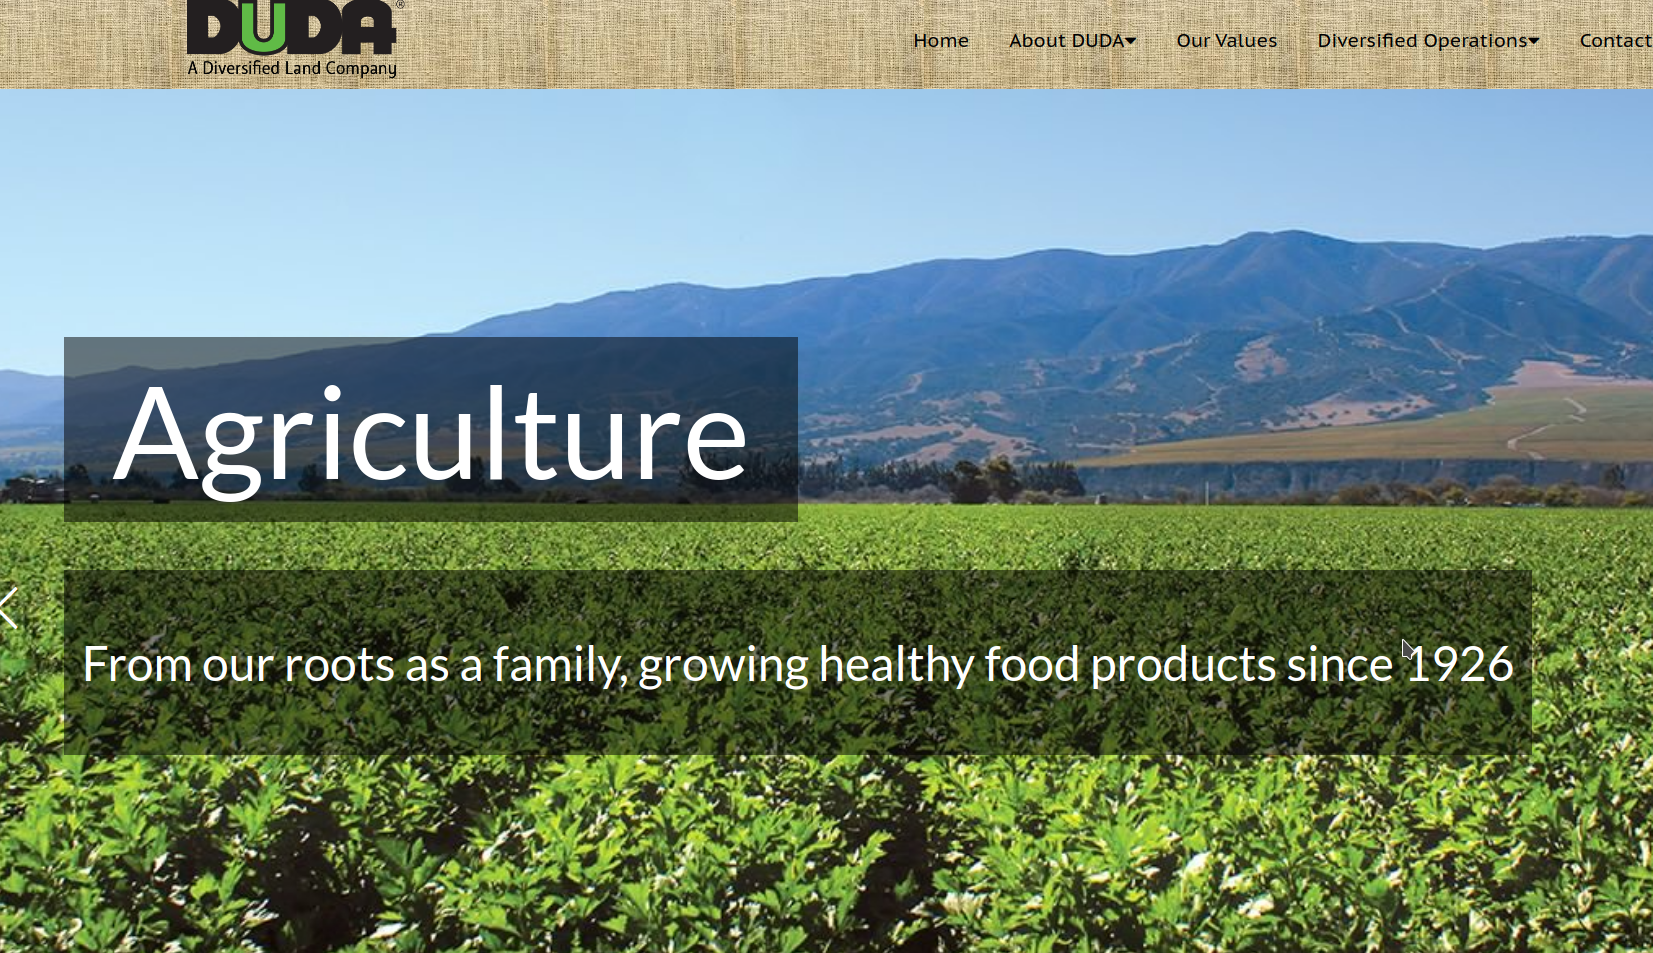 DUDA®
A Diversified Land Company
Home About DUDA Our Values Diversified Operations Contact
Agriculture
From our roots as a family, growing healthy food products since 1926